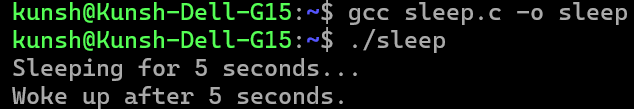 kunsh@Kunsh-Dell-G15:~$ gcc sleep.c -o sleep
kunsh@Kunsh-Dell-G15:~$ ./sleep
Sleeping for 5 seconds...
Woke up after 5 seconds.